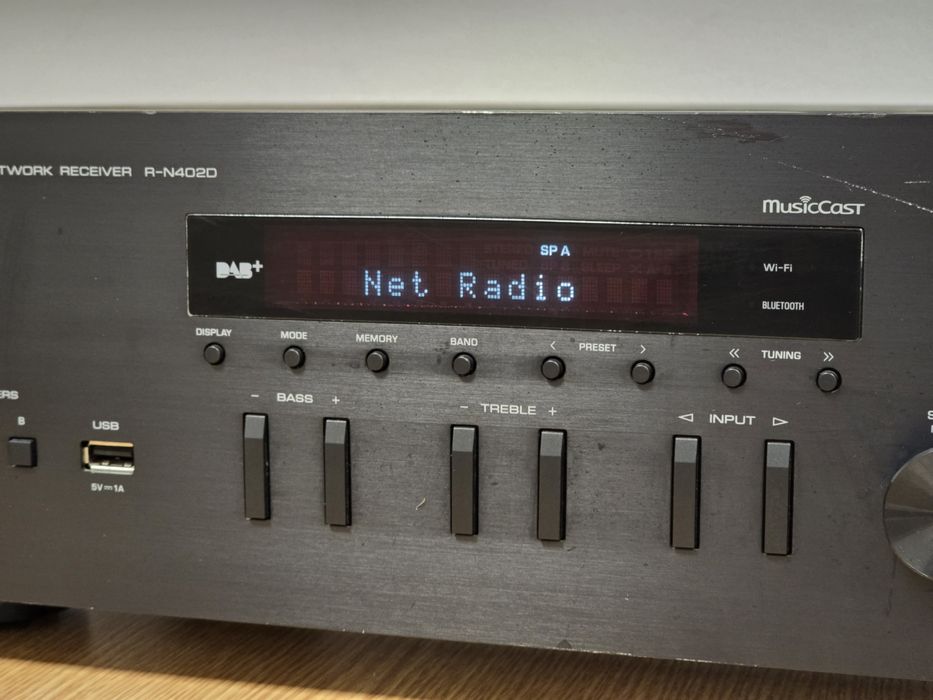 TWORK RECEIVER R-N402D
MusicCast
SP A
DAB+
Net Radio
Wi-Fi
BLUETOOTH
DISPLAY
MODE
MEMORY
BAND
< PRESET >
<< TUNING >>
- BASS +
- TREBLE +
◁ INPUT ▷
ERS
B
USB
5V⎓1A
S